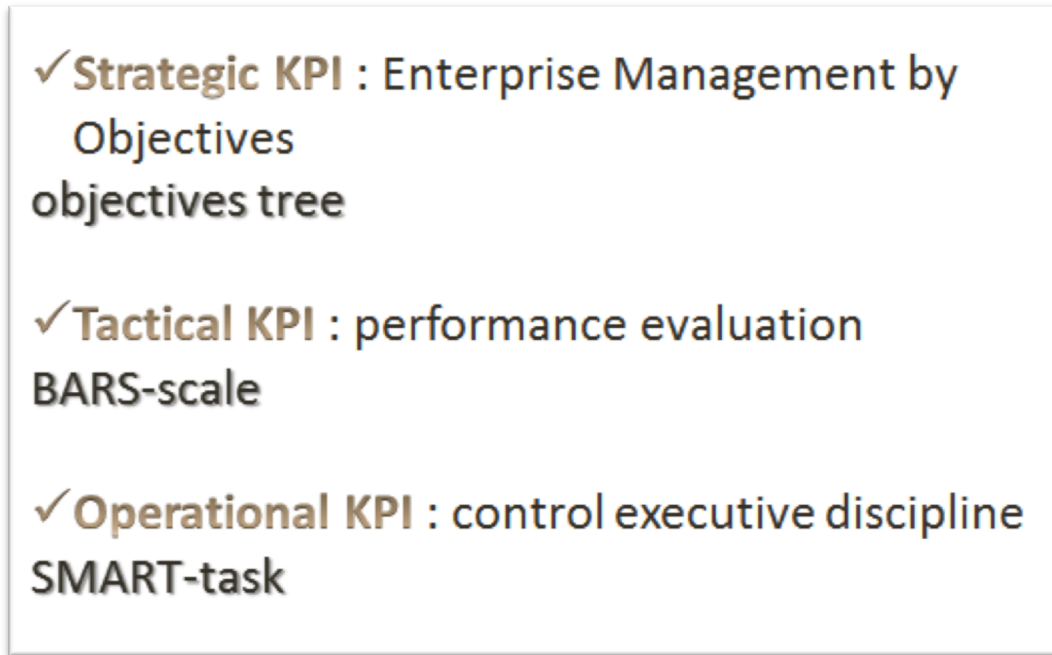 ✓Strategic KPI : Enterprise Management by
Objectives
objectives tree
✓Tactical KPI : performance evaluation
BARS-scale
✓Operational KPI : control executive discipline
SMART-task